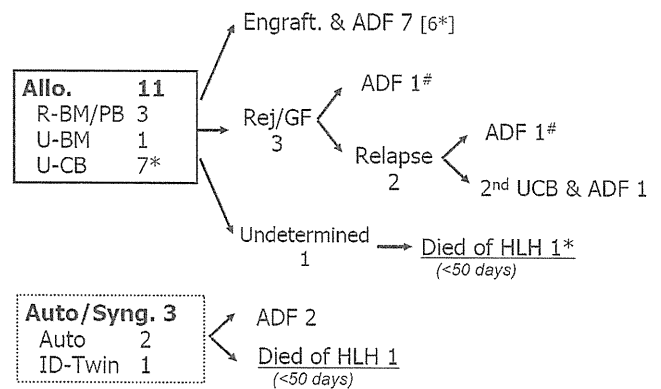 Engraft. & ADF 7 [6*]
Allo. 11
R-BM/PB 3
U-BM 1
U-CB 7*
Rej/GF
3
ADF 1#
Relapse
2
ADF 1#
2nd UCB & ADF 1
Undetermined
1
Died of HLH 1*
(<50 days)
Auto/Syng. 3
Auto 2
ID-Twin 1
ADF 2
Died of HLH 1
(<50 days)